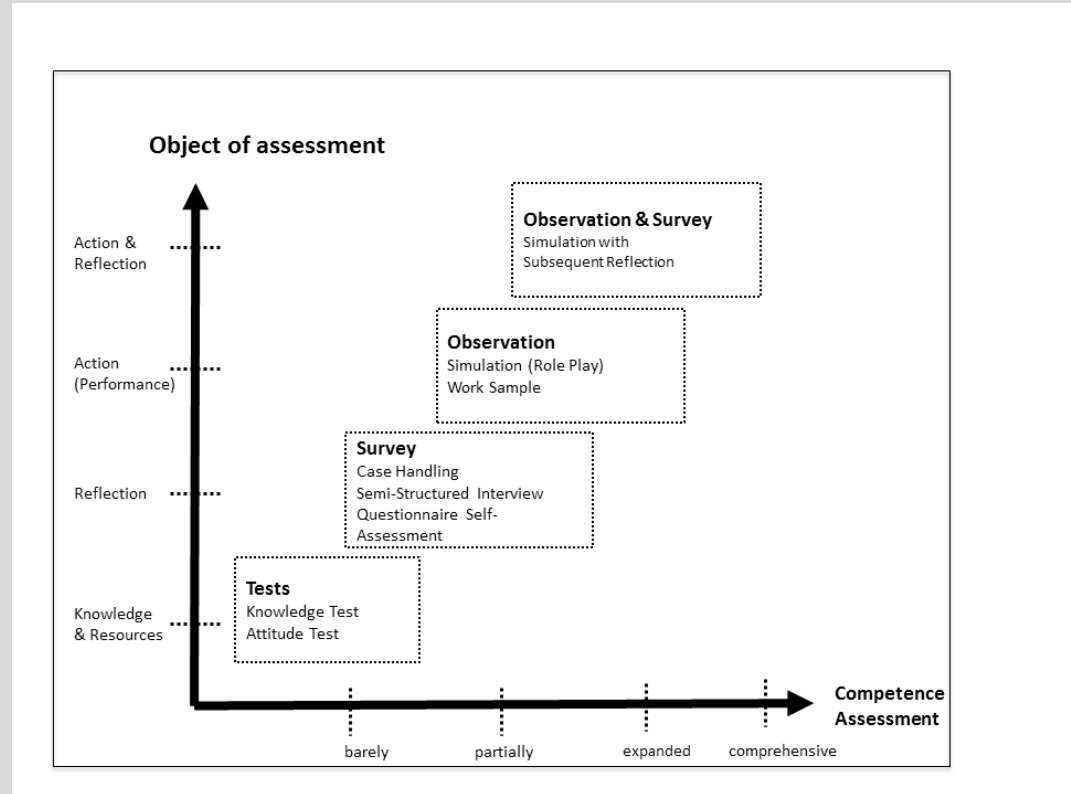 Object of assessment
Action &
Reflection
Observation & Survey
Simulation with
Subsequent Reflection
Action
(Performance)
Observation
Simulation (Role Play)
Work Sample
Reflection
Survey
Case Handling
Semi-Structured Interview
Questionnaire Self-
Assessment
Knowledge
& Resources
Tests
Knowledge Test
Attitude Test
Competence
Assessment
barely
partially
expanded
comprehensive